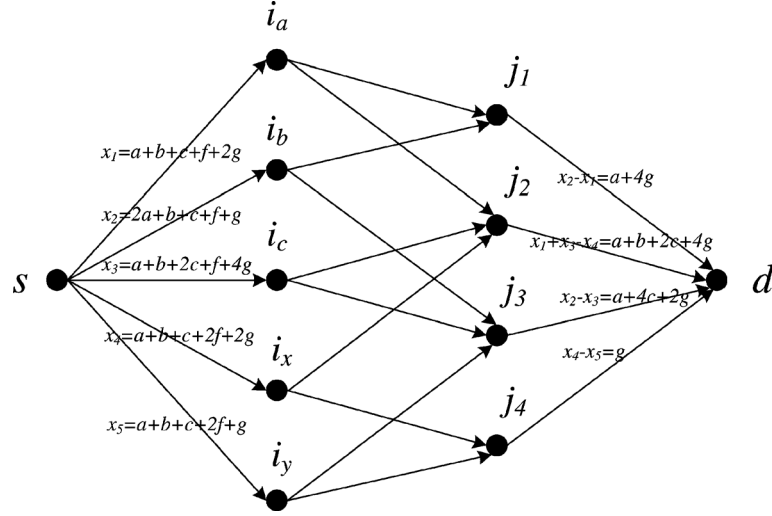 i_a
j_1
i_b
x_1=a+b+c+f+2g
x_2-x_1=a+4g
j_2
x_2=2a+b+c+f+g
i_c
x_1+x_3-x_4=a+b+2c+4g
s
x_3=a+b+2c+f+4g
d
x_2-x_3=a+4c+2g
j_3
x_4=a+b+c+2f+2g
i_x
x_4-x_5=g
j_4
x_5=a+b+c+2f+g
i_y